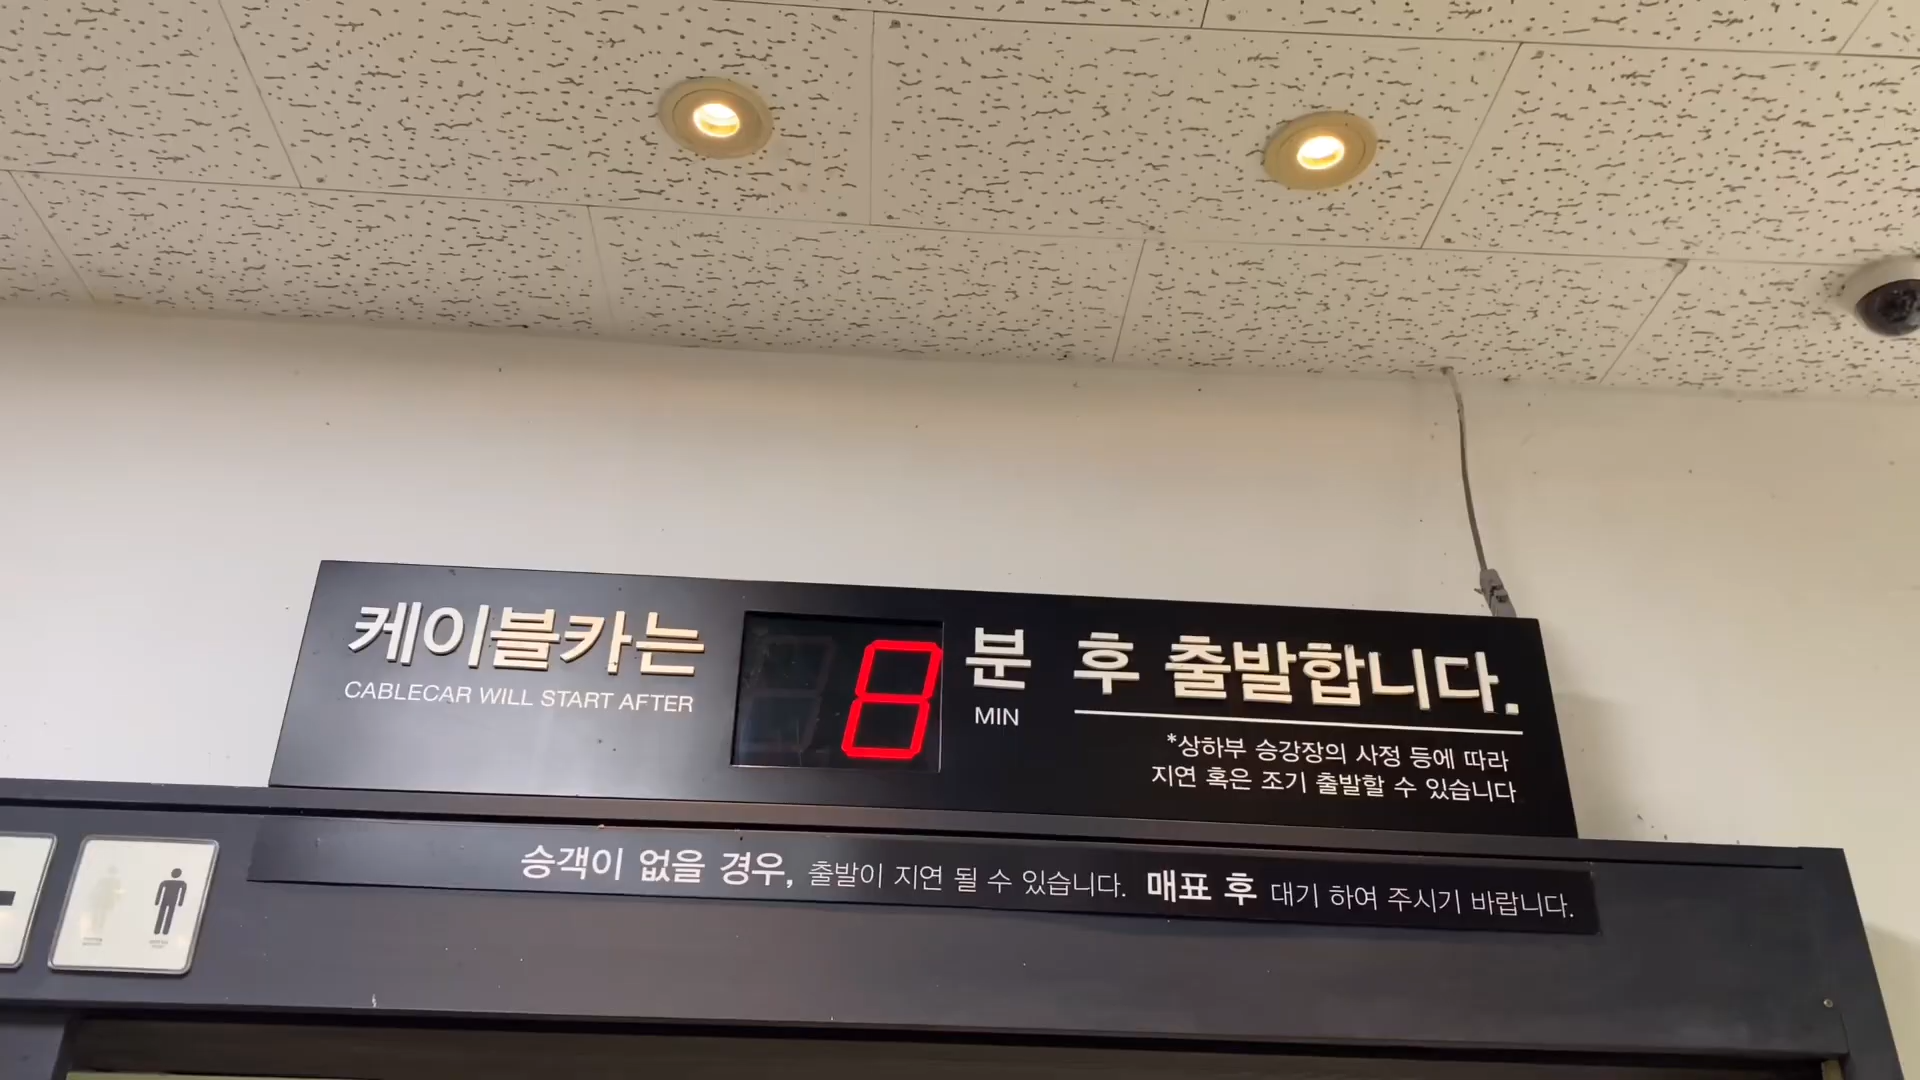 케이블카는 8 분 후 출발합니다.
CABLECAR WILL START AFTER MIN
*상하부 승강장의 사정 등에 따라
지연 혹은 조기 출발할 수 있습니다
승객이 없을 경우, 출발이 지연 될 수 있습니다. 매표 후 대기 하여 주시기 바랍니다.